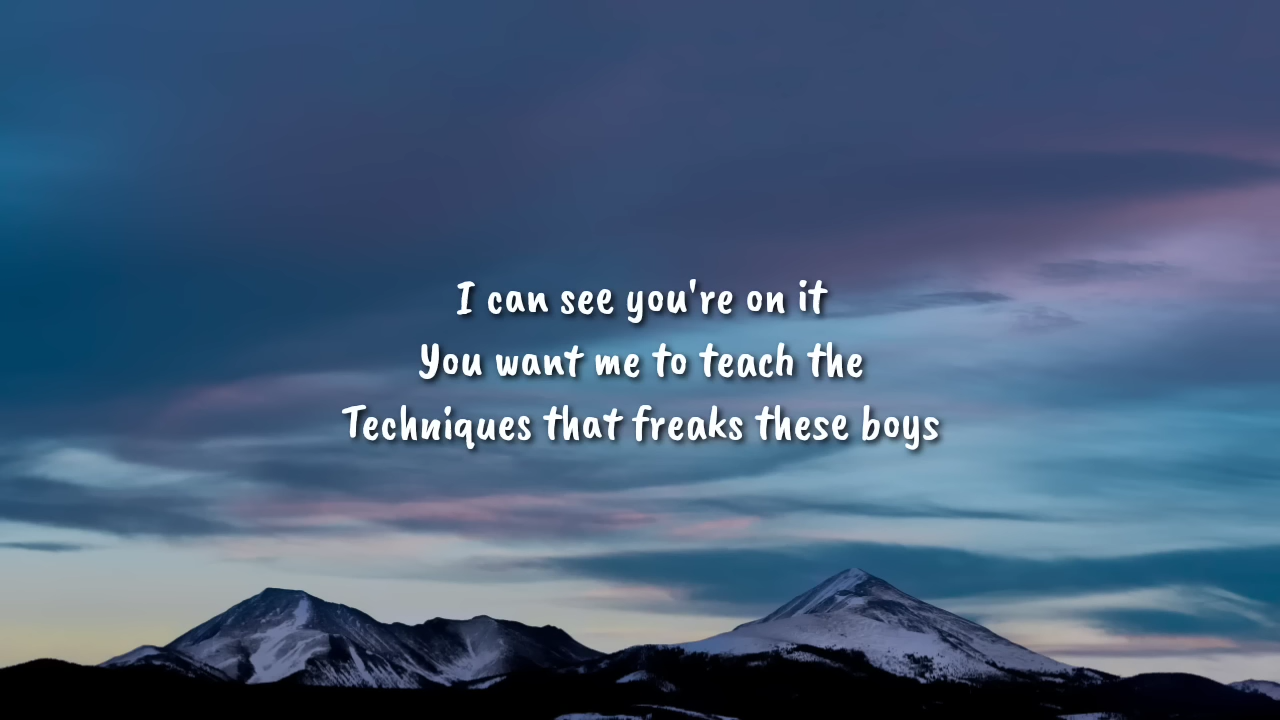 I can see you're on it
You want me to teach the
Techniques that freaks these boys